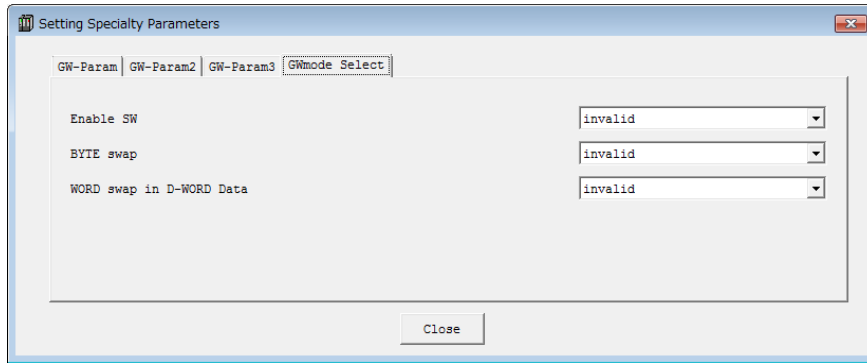 Setting Specialty Parameters
GW-Param GW-Param2 GW-Param3 GWmode Select
Enable SW invalid
BYTE swap invalid
WORD swap in D-WORD Data invalid
Close